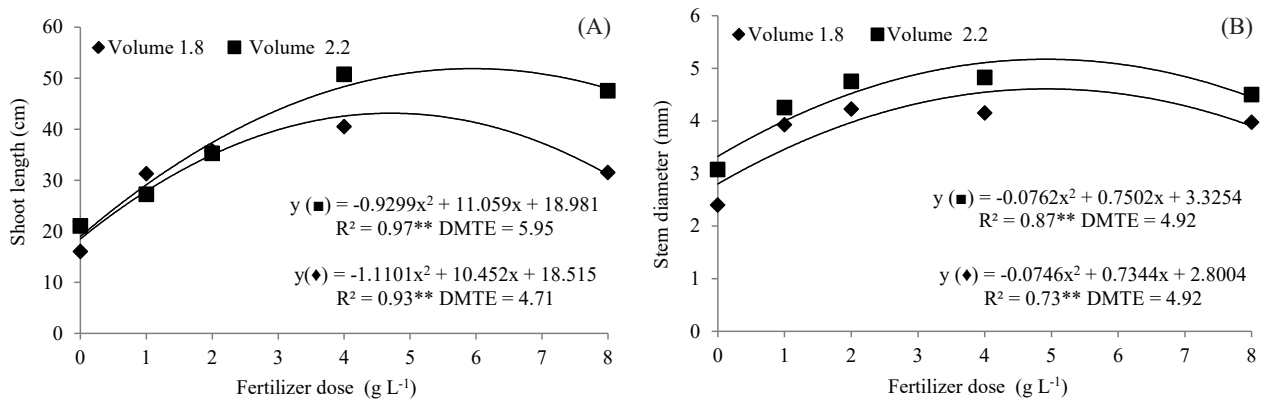 (A)
◆ Volume 1.8 ■ Volume 2.2
60
50
40
30
20
10
0
Shoot length (cm)
y (■) = -0.9299x² + 11.059x + 18.981
R² = 0.97** DMTE = 5.95
y(♦) = -1.1101x² + 10.452x + 18.515
R² = 0.93** DMTE = 4.71
0 1 2 3 4 5 6 7 8
Fertilizer dose (g L⁻¹)
(B)
◆ Volume 1.8 ■ Volume 2.2
6
5
4
3
2
1
0
Stem diameter (mm)
y (■) = -0.0762x² + 0.7502x + 3.3254
R² = 0.87** DMTE = 4.92
y (♦) = -0.0746x² + 0.7344x + 2.8004
R² = 0.73** DMTE = 4.92
0 1 2 3 4 5 6 7 8
Fertilizer dose (g L⁻¹)